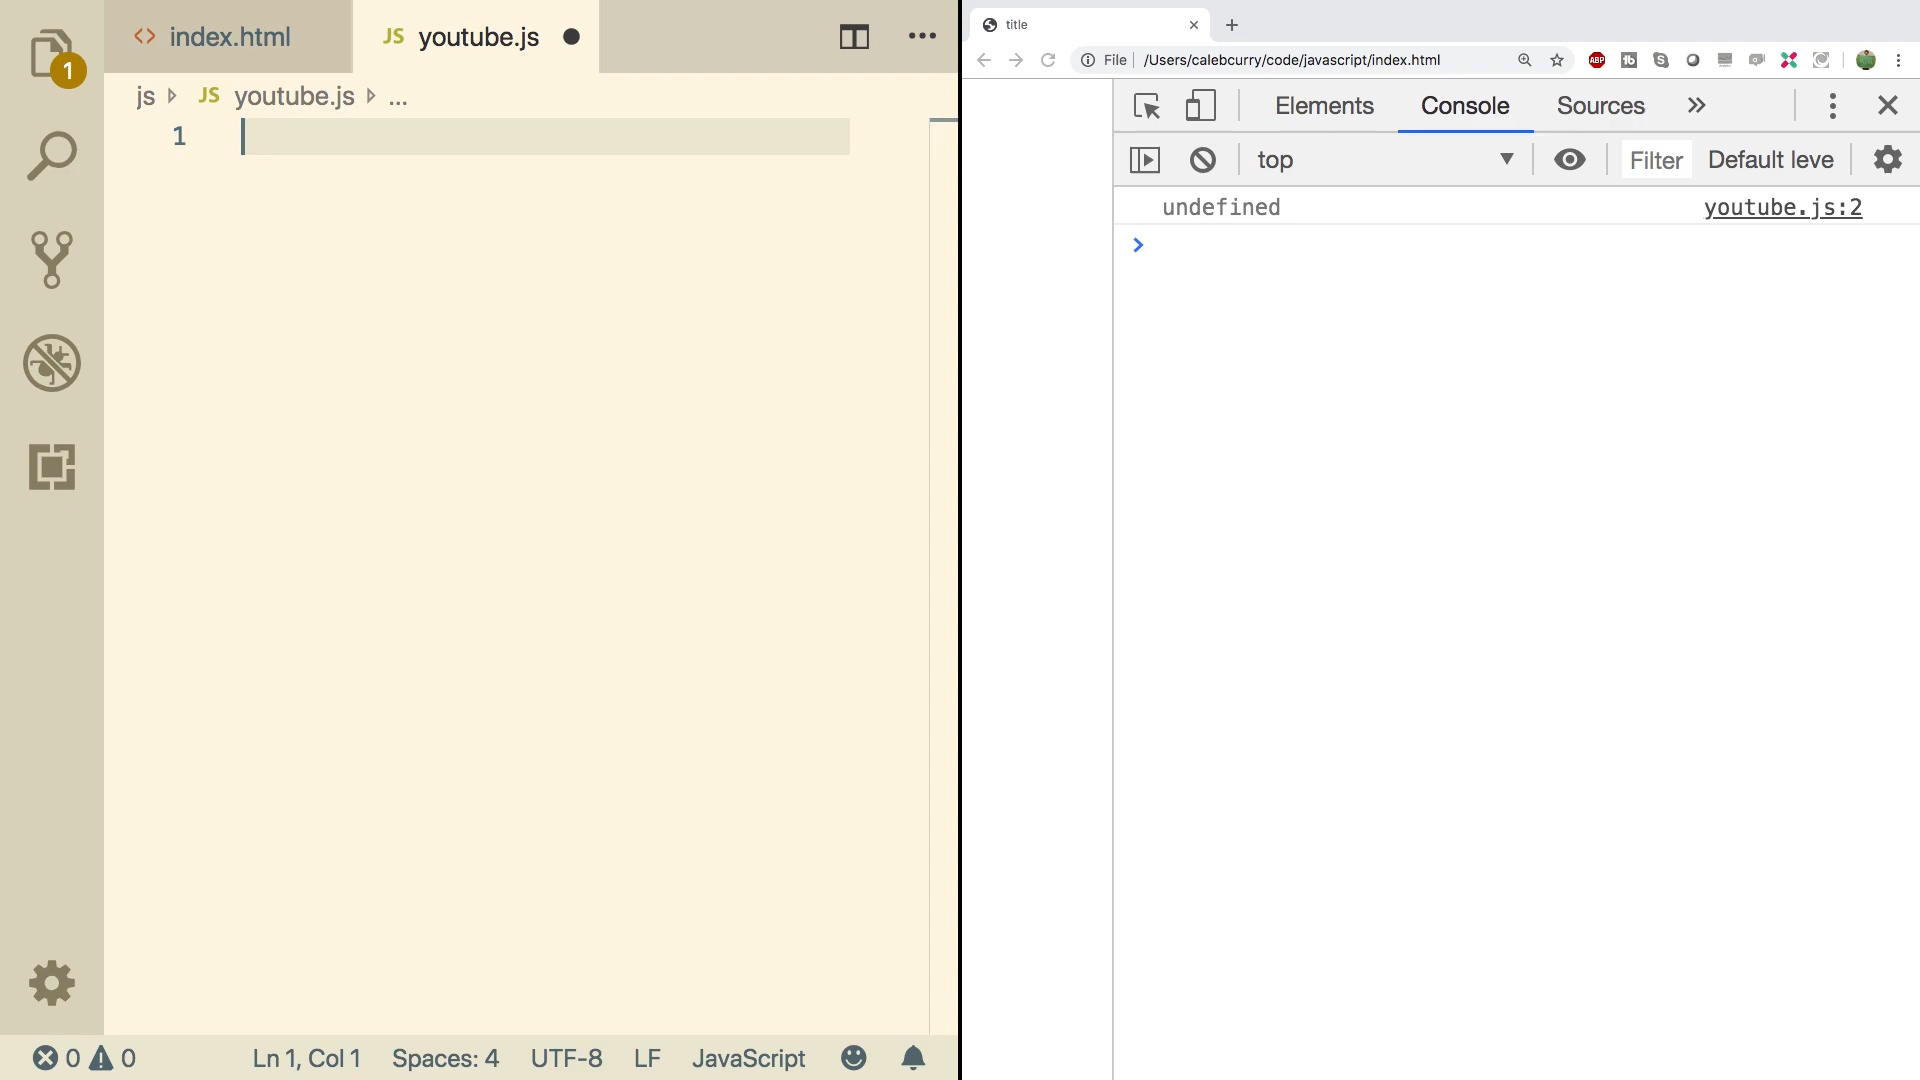 index.html
JS youtube.js
1
js JS youtube.js ...
1
0 0 Ln 1, Col 1 Spaces: 4 UTF-8 LF JavaScript
title
File /Users/calebcurry/code/javascript/index.html ABP
Elements Console Sources
top Filter Default leve
undefined youtube.js:2